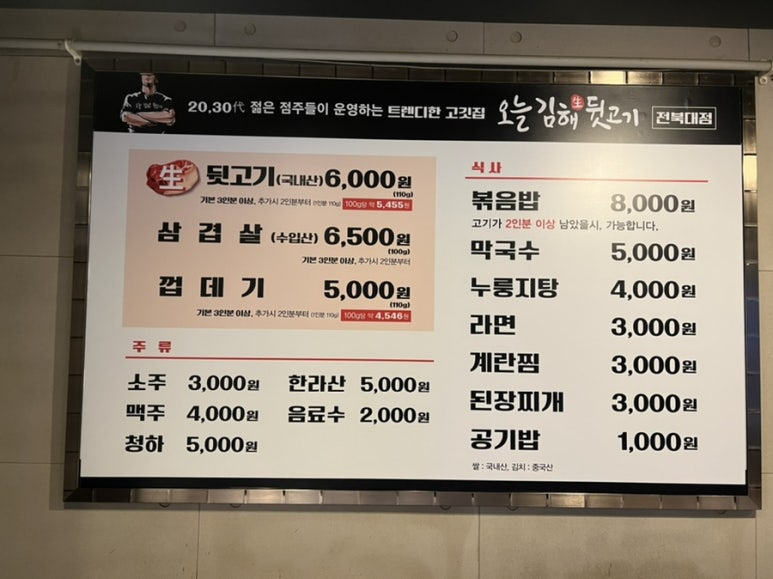 20,30代 젊은 점주들이 운영하는 트렌디한 고깃집 오늘 김해 生 뒷고기 전북대점
生 뒷고기(국내산) 6,000원
(110g)
기본 3인분 이상, 추가시 2인분부터 (1인분 110g) 100g당 약 5,455원
삼겹살 (수입산) 6,500원
(100g)
기본 3인분 이상, 추가시 2인분부터
껍데기 5,000원
(110g)
기본 3인분 이상, 추가시 2인분부터 (1인분 110g) 100g당 약 4,546원
주류
소주 3,000원 한라산 5,000원
맥주 4,000원 음료수 2,000원
청하 5,000원
식사
볶음밥 8,000원
고기가 2인분 이상 남았을시, 가능합니다.
막국수 5,000원
누룽지탕 4,000원
라면 3,000원
계란찜 3,000원
된장찌개 3,000원
공기밥 1,000원
쌀 : 국내산, 김치 : 중국산